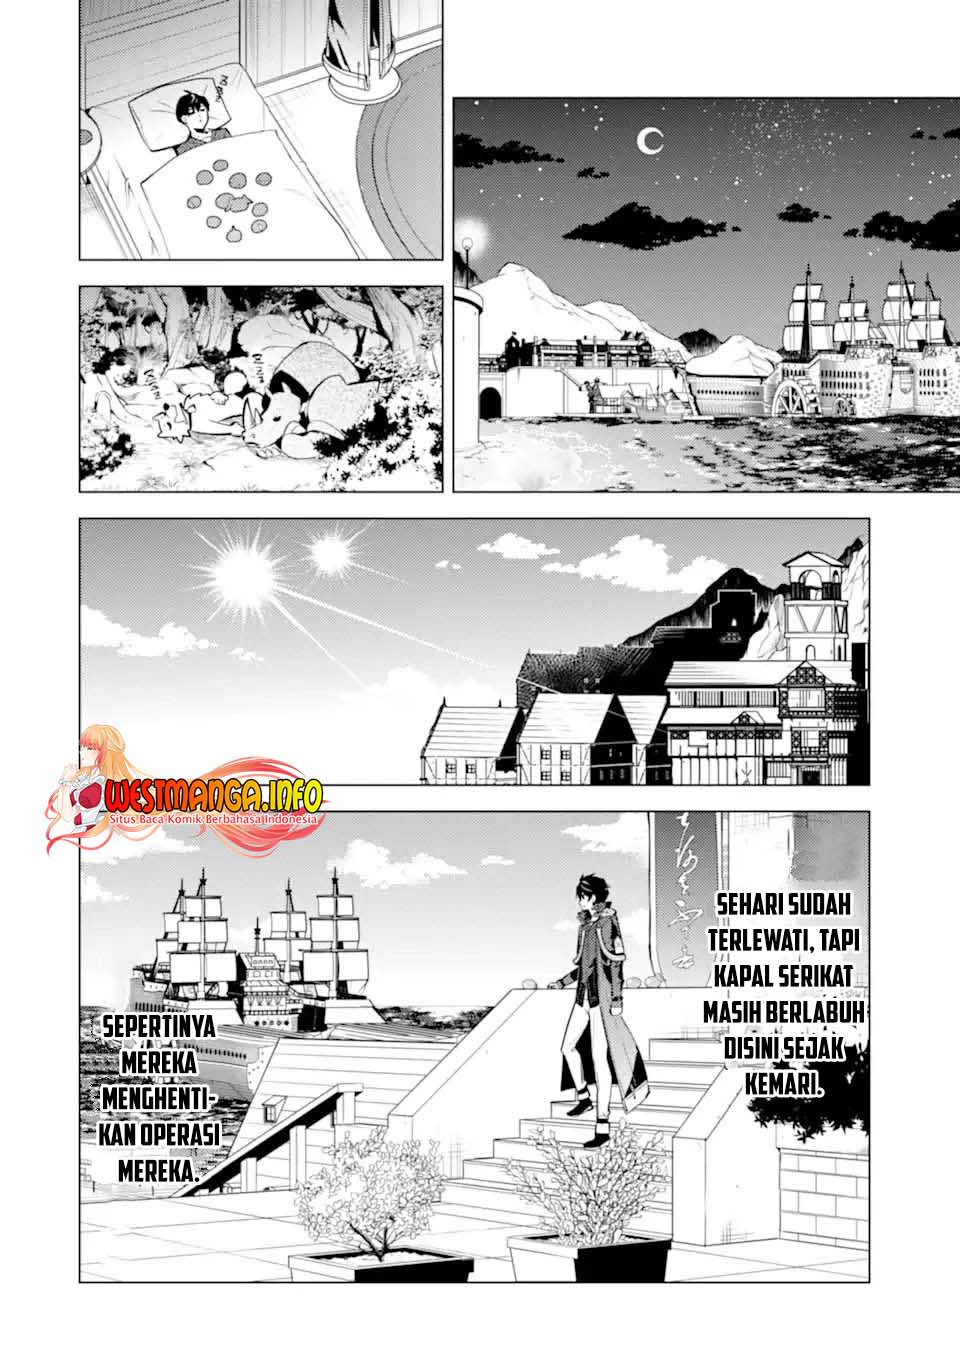 WESTMANGA.INFO
Situs Baca Komik Berbahasa Indonesia
SEHARI SUDAH
TERLEWATI, TAPI
KAPAL SERIKAT
MASIH BERLABUH
DISINI SEJAK
KEMARI.
SEPERTINYA
MEREKA
MENGHENTI-
KAN OPERASI
MEREKA.